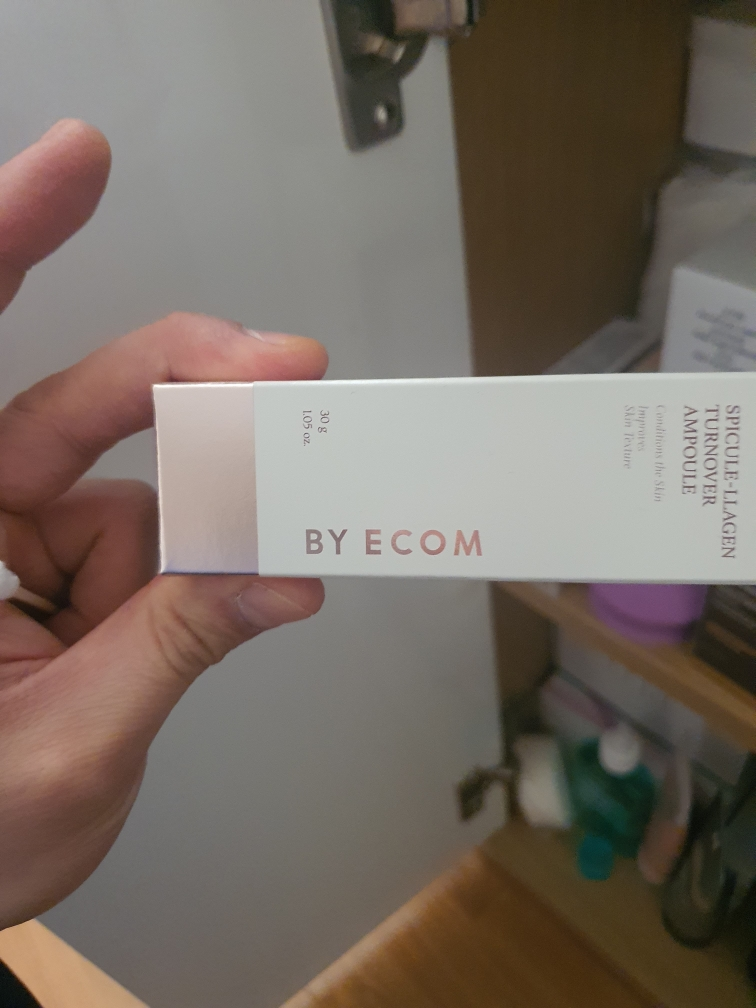 SPICULE-LLAGEN
TURNOVER
AMPOULE
Conditions the Skin
Improves
Skin Texture
30 g
1.05 oz.
BY ECOM